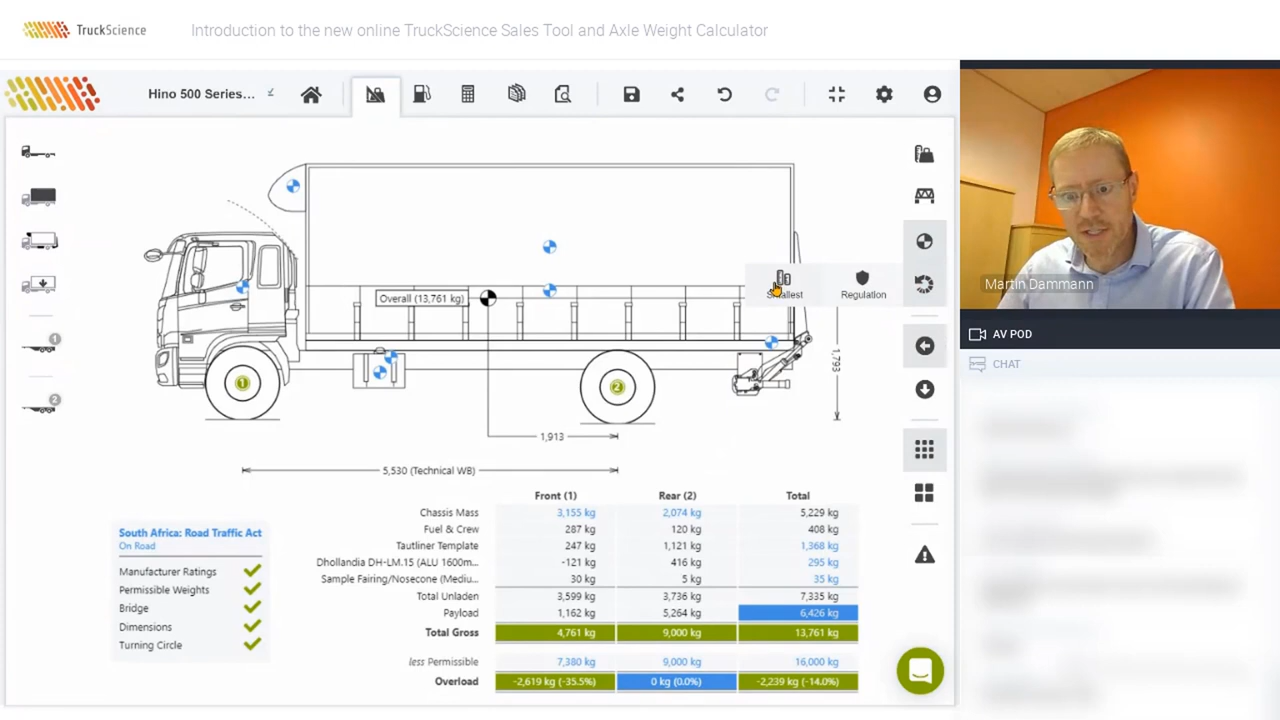 TruckScience
Introduction to the new online TruckScience Sales Tool and Axle Weight Calculator
Hino 500 Series...
Overall (13,761 kg)
Smallest
Regulation
1
2
1
2
1,793
1,913
5,530 (Technical WB)
Front (1) Rear (2) Total
Chassis Mass 3,155 kg 2,074 kg 5,229 kg
Fuel & Crew 287 kg 120 kg 408 kg
Tautliner Template 247 kg 1,121 kg 1,368 kg
Dhollandia DH-LM.15 (ALU 1600m... -121 kg 416 kg 295 kg
Sample Fairing/Nosecone (Mediu... 30 kg 5 kg 35 kg
Total Unladen 3,599 kg 3,736 kg 7,335 kg
Payload 1,162 kg 5,264 kg 6,426 kg
Total Gross 4,761 kg 9,000 kg 13,761 kg
less Permissible 7,380 kg 9,000 kg 16,000 kg
Overload -2,619 kg (-35.5%) 0 kg (0.0%) -2,239 kg (-14.0%)
South Africa: Road Traffic Act
On Road
Manufacturer Ratings
Permissible Weights
Bridge
Dimensions
Turning Circle
Martin Dammann
AV POD
CHAT